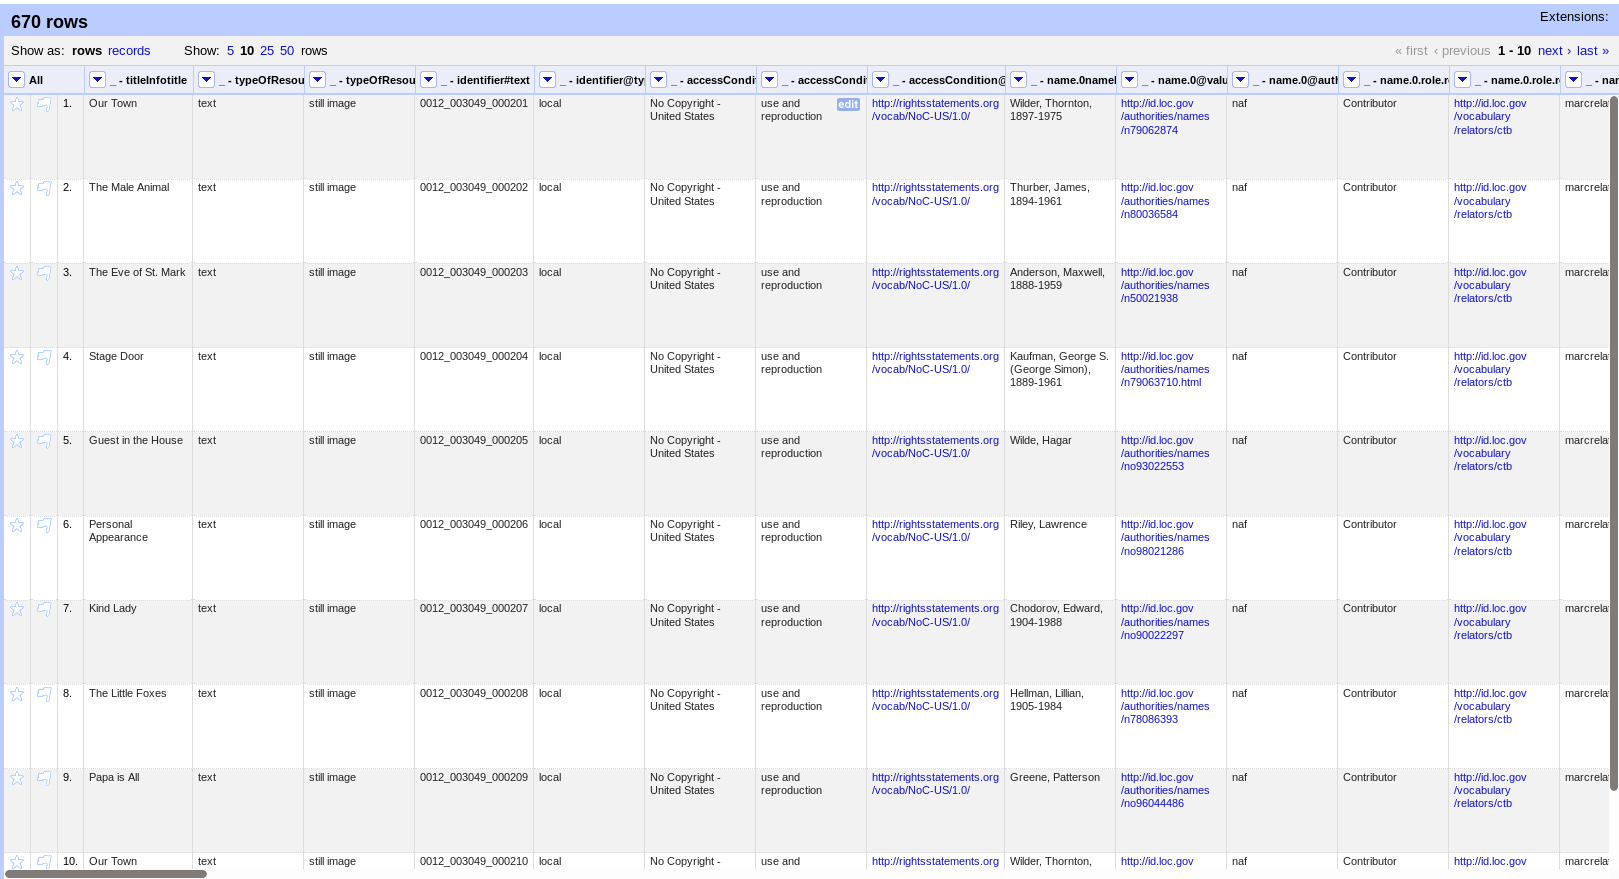 670 rows
Extensions:
Show as: rows records Show: 5 10 25 50 rows « first ‹ previous 1 - 10 next › last »
All _ - titleInfotitle _ - typeOfResou _ - typeOfResou _ - identifier#text _ - identifier@ty _ - accessCondi _ - accessCondi _ - accessCondition@ _ - name.0name _ - name.0@valu _ - name.0@auth _ - name.0.role.r _ - name.0.role.r _ - nar
1. Our Town text still image 0012_003049_000201 local No Copyright - use and edit http://rightsstatements.org Wilder, Thornton, http://id.loc.gov naf Contributor http://id.loc.gov marcrela
United States reproduction /vocab/NoC-US/1.0/ 1897-1975 /authorities/names /vocabulary
/n79062874 /relators/ctb
2. The Male Animal text still image 0012_003049_000202 local No Copyright - use and http://rightsstatements.org Thurber, James, http://id.loc.gov naf Contributor http://id.loc.gov marcrela
United States reproduction /vocab/NoC-US/1.0/ 1894-1961 /authorities/names /vocabulary
/n80036584 /relators/ctb
3. The Eve of St. Mark text still image 0012_003049_000203 local No Copyright - use and http://rightsstatements.org Anderson, Maxwell, http://id.loc.gov naf Contributor http://id.loc.gov marcrela
United States reproduction /vocab/NoC-US/1.0/ 1888-1959 /authorities/names /vocabulary
/n50021938 /relators/ctb
4. Stage Door text still image 0012_003049_000204 local No Copyright - use and http://rightsstatements.org Kaufman, George S. http://id.loc.gov naf Contributor http://id.loc.gov marcrela
United States reproduction /vocab/NoC-US/1.0/ (George Simon), /authorities/names /vocabulary
1889-1961 /n79063710.html /relators/ctb
5. Guest in the House text still image 0012_003049_000205 local No Copyright - use and http://rightsstatements.org Wilde, Hagar http://id.loc.gov naf Contributor http://id.loc.gov marcrela
United States reproduction /vocab/NoC-US/1.0/ /authorities/names /vocabulary
/no93022553 /relators/ctb
6. Personal text still image 0012_003049_000206 local No Copyright - use and http://rightsstatements.org Riley, Lawrence http://id.loc.gov naf Contributor http://id.loc.gov marcrela
Appearance United States reproduction /vocab/NoC-US/1.0/ /authorities/names /vocabulary
/no98021286 /relators/ctb
7. Kind Lady text still image 0012_003049_000207 local No Copyright - use and http://rightsstatements.org Chodorov, Edward, http://id.loc.gov naf Contributor http://id.loc.gov marcrela
United States reproduction /vocab/NoC-US/1.0/ 1904-1988 /authorities/names /vocabulary
/no90022297 /relators/ctb
8. The Little Foxes text still image 0012_003049_000208 local No Copyright - use and http://rightsstatements.org Hellman, Lillian, http://id.loc.gov naf Contributor http://id.loc.gov marcrela
United States reproduction /vocab/NoC-US/1.0/ 1905-1984 /authorities/names /vocabulary
/n78086393 /relators/ctb
9. Papa is All text still image 0012_003049_000209 local No Copyright - use and http://rightsstatements.org Greene, Patterson http://id.loc.gov naf Contributor http://id.loc.gov marcrela
United States reproduction /vocab/NoC-US/1.0/ /authorities/names /vocabulary
/no96044486 /relators/ctb
10. Our Town text still image 0012_003049_000210 local No Copyright - use and http://rightsstatements.org Wilder, Thornton, http://id.loc.gov naf Contributor http://id.loc.gov marcrela